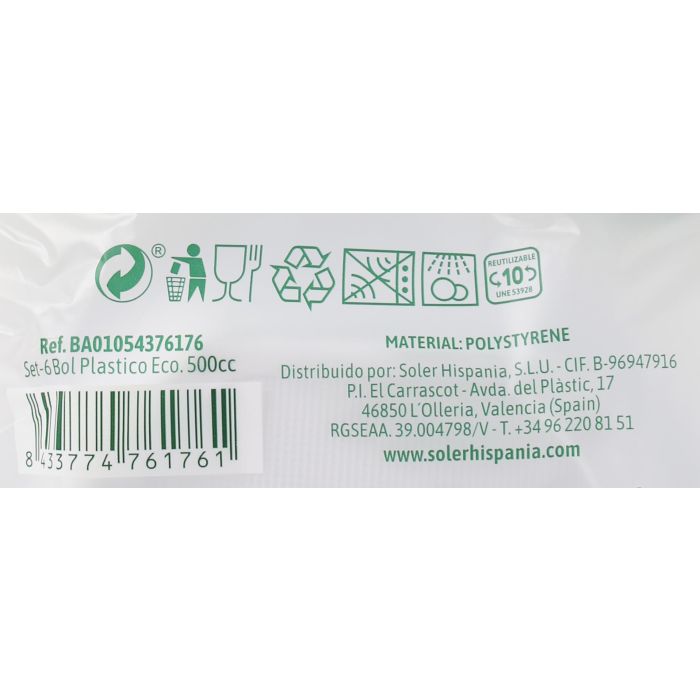 ®
REUTILIZABLE
10
UNE 53928
Ref. BA01054376176
Set-6Bol Plastico Eco. 500cc
8 433774 761761
MATERIAL: POLYSTYRENE
Distribuido por: Soler Hispania, S.L.U. - CIF. B-96947916
P.I. El Carrascot - Avda. del Plàstic, 17
46850 L'Olleria, Valencia (Spain)
RGSEAA. 39.004798/V - T. +34 96 220 81 51
www.solerhispania.com